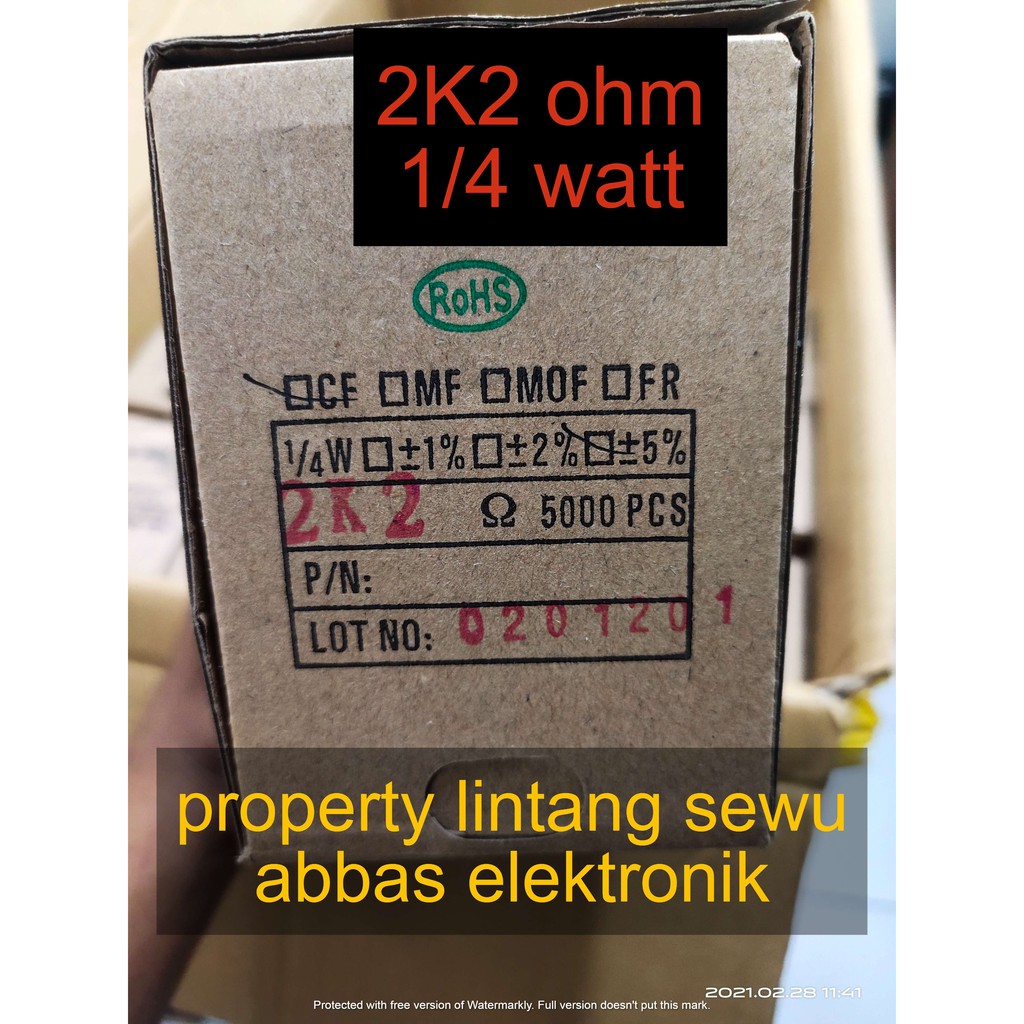 2K2 ohm
1/4 watt
RoHS
□CF □MF □MOF □FR
1/4W □±1% □±2% □±5%
2K2 Ω 5000 PCS
P/N:
LOT NO: 0201201
property lintang sewu
abbas elektronik
2021.02.28 11:41
Protected with free version of Watermarkly. Full version doesn't put this mark.